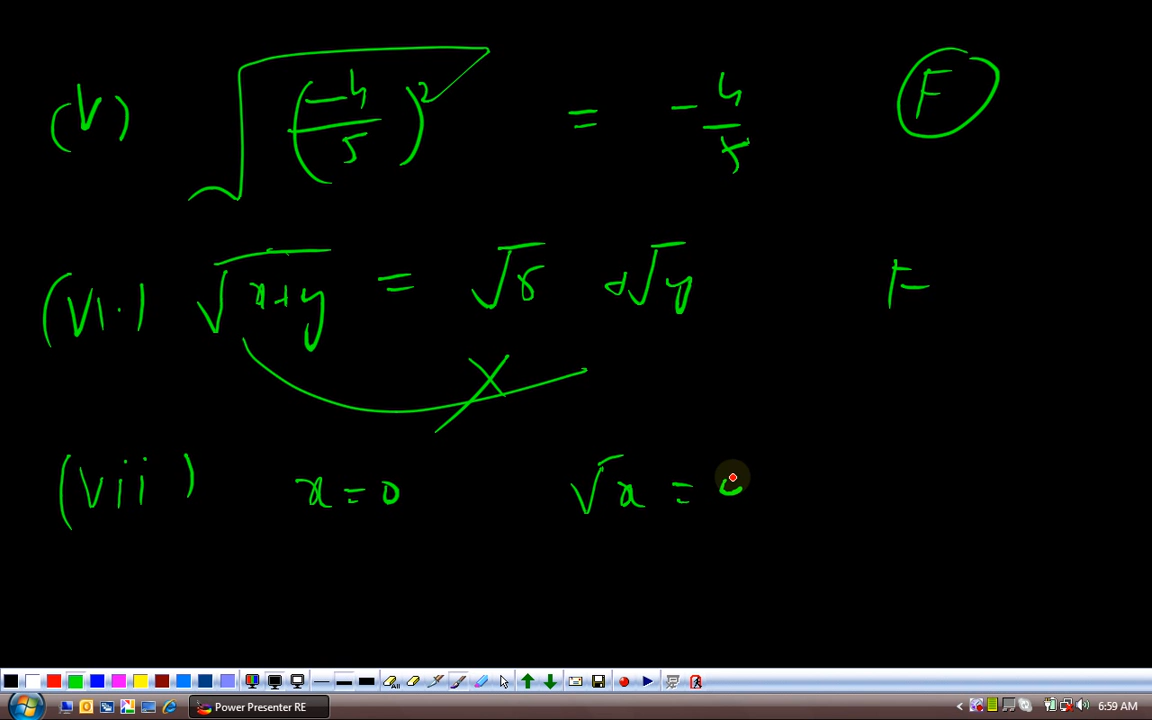 (V) √(-4/5)² = -4/5 F
(Vi.) √x+y = √x +√y F
(Vii) x=0 √x = 0
Power Presenter RE
6:59 AM